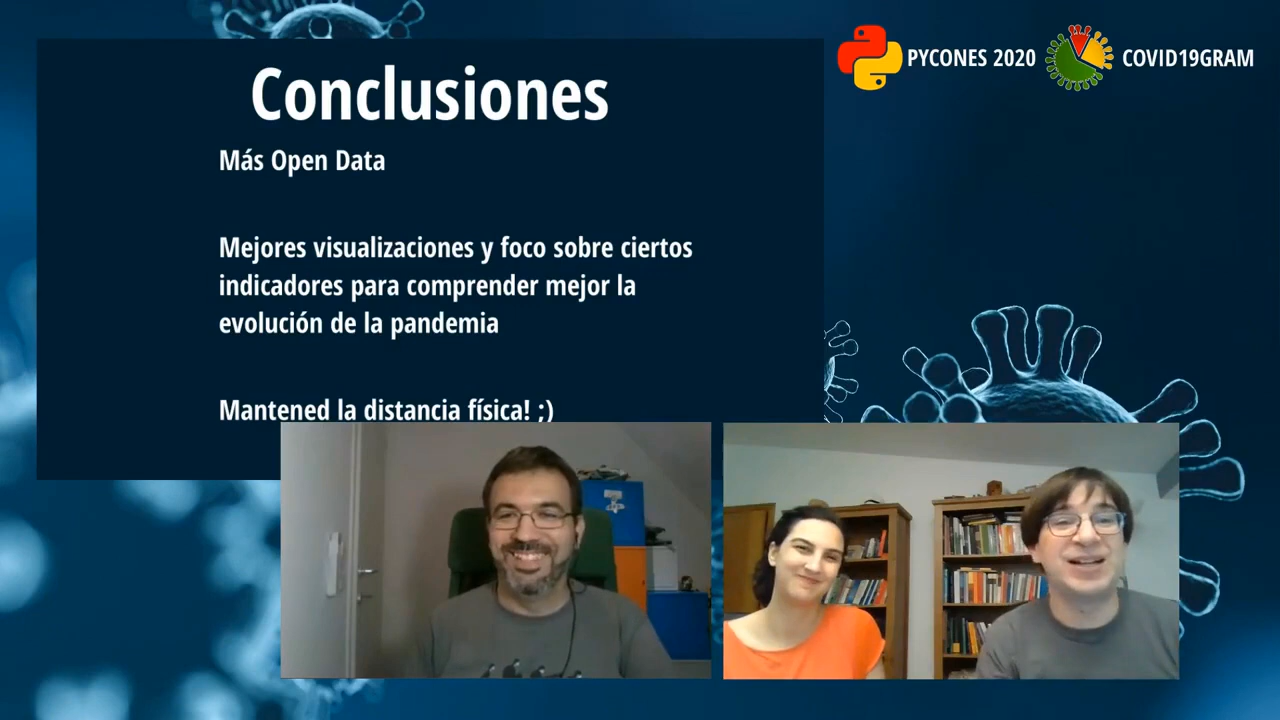 PYCONES 2020
COVID19GRAM
Conclusiones
Más Open Data
Mejores visualizaciones y foco sobre ciertos
indicadores para comprender mejor la
evolución de la pandemia
Mantened la distancia física! ;)